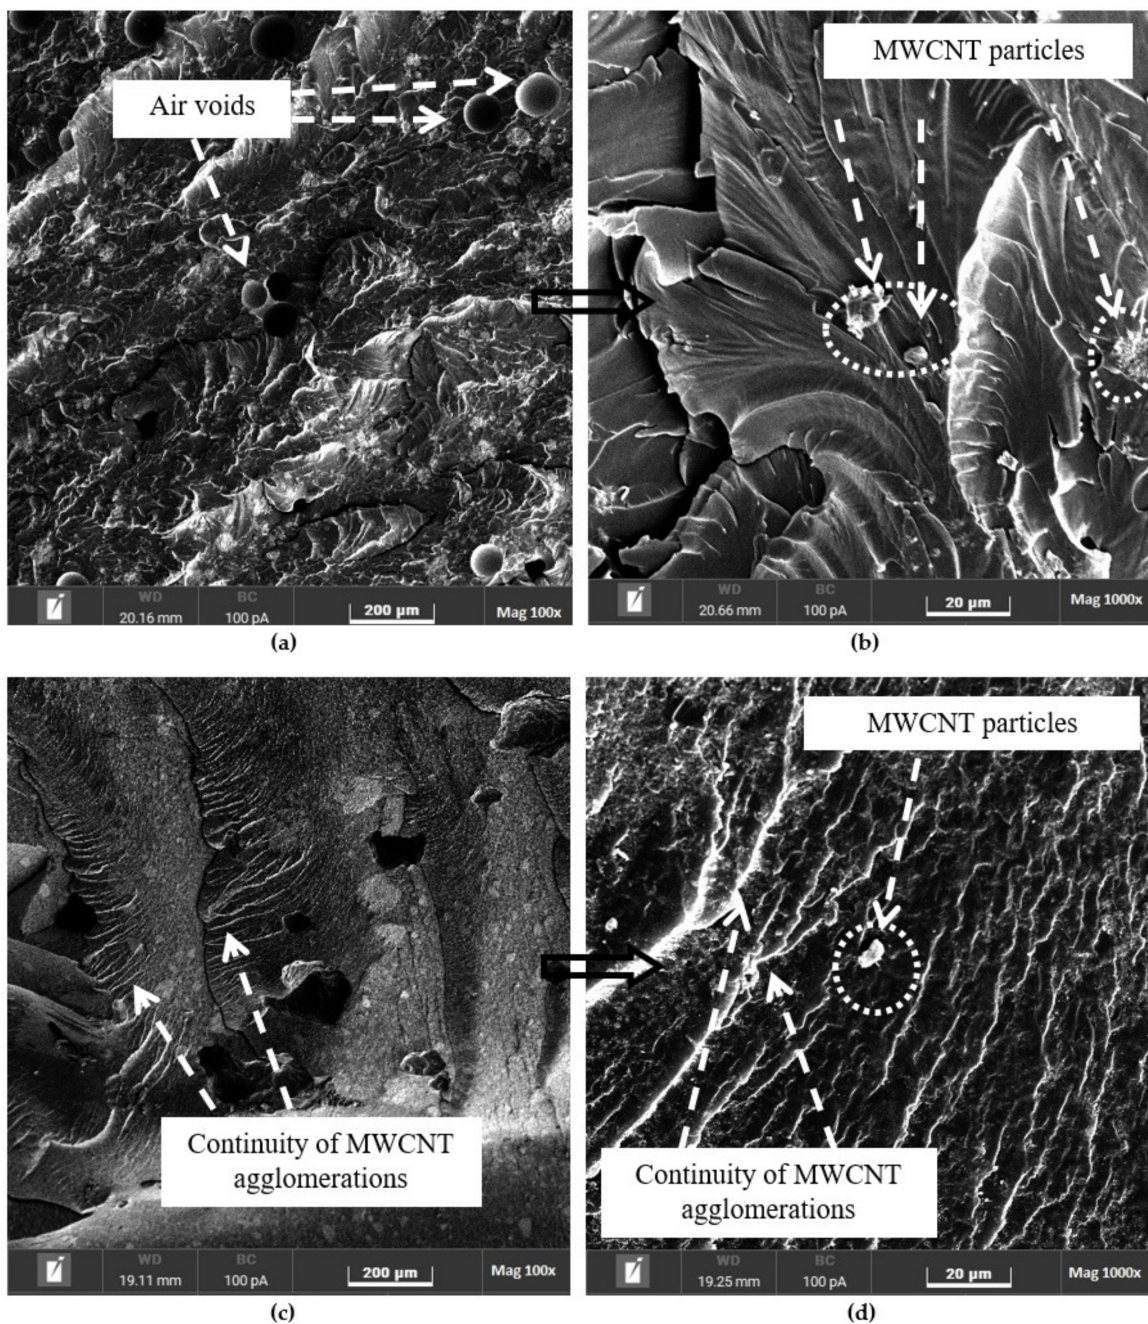 Air voids
MWCNT particles
WD
20.16 mm
BC
100 pA
200 µm
Mag 100x
WD
20.66 mm
BC
100 pA
20 µm
Mag 1000x
(a)
(b)
MWCNT particles
Continuity of MWCNT
agglomerations
Continuity of MWCNT
agglomerations
WD
19.11 mm
BC
100 pA
200 µm
Mag 100x
WD
19.25 mm
BC
100 pA
20 µm
Mag 1000x
(c)
(d)